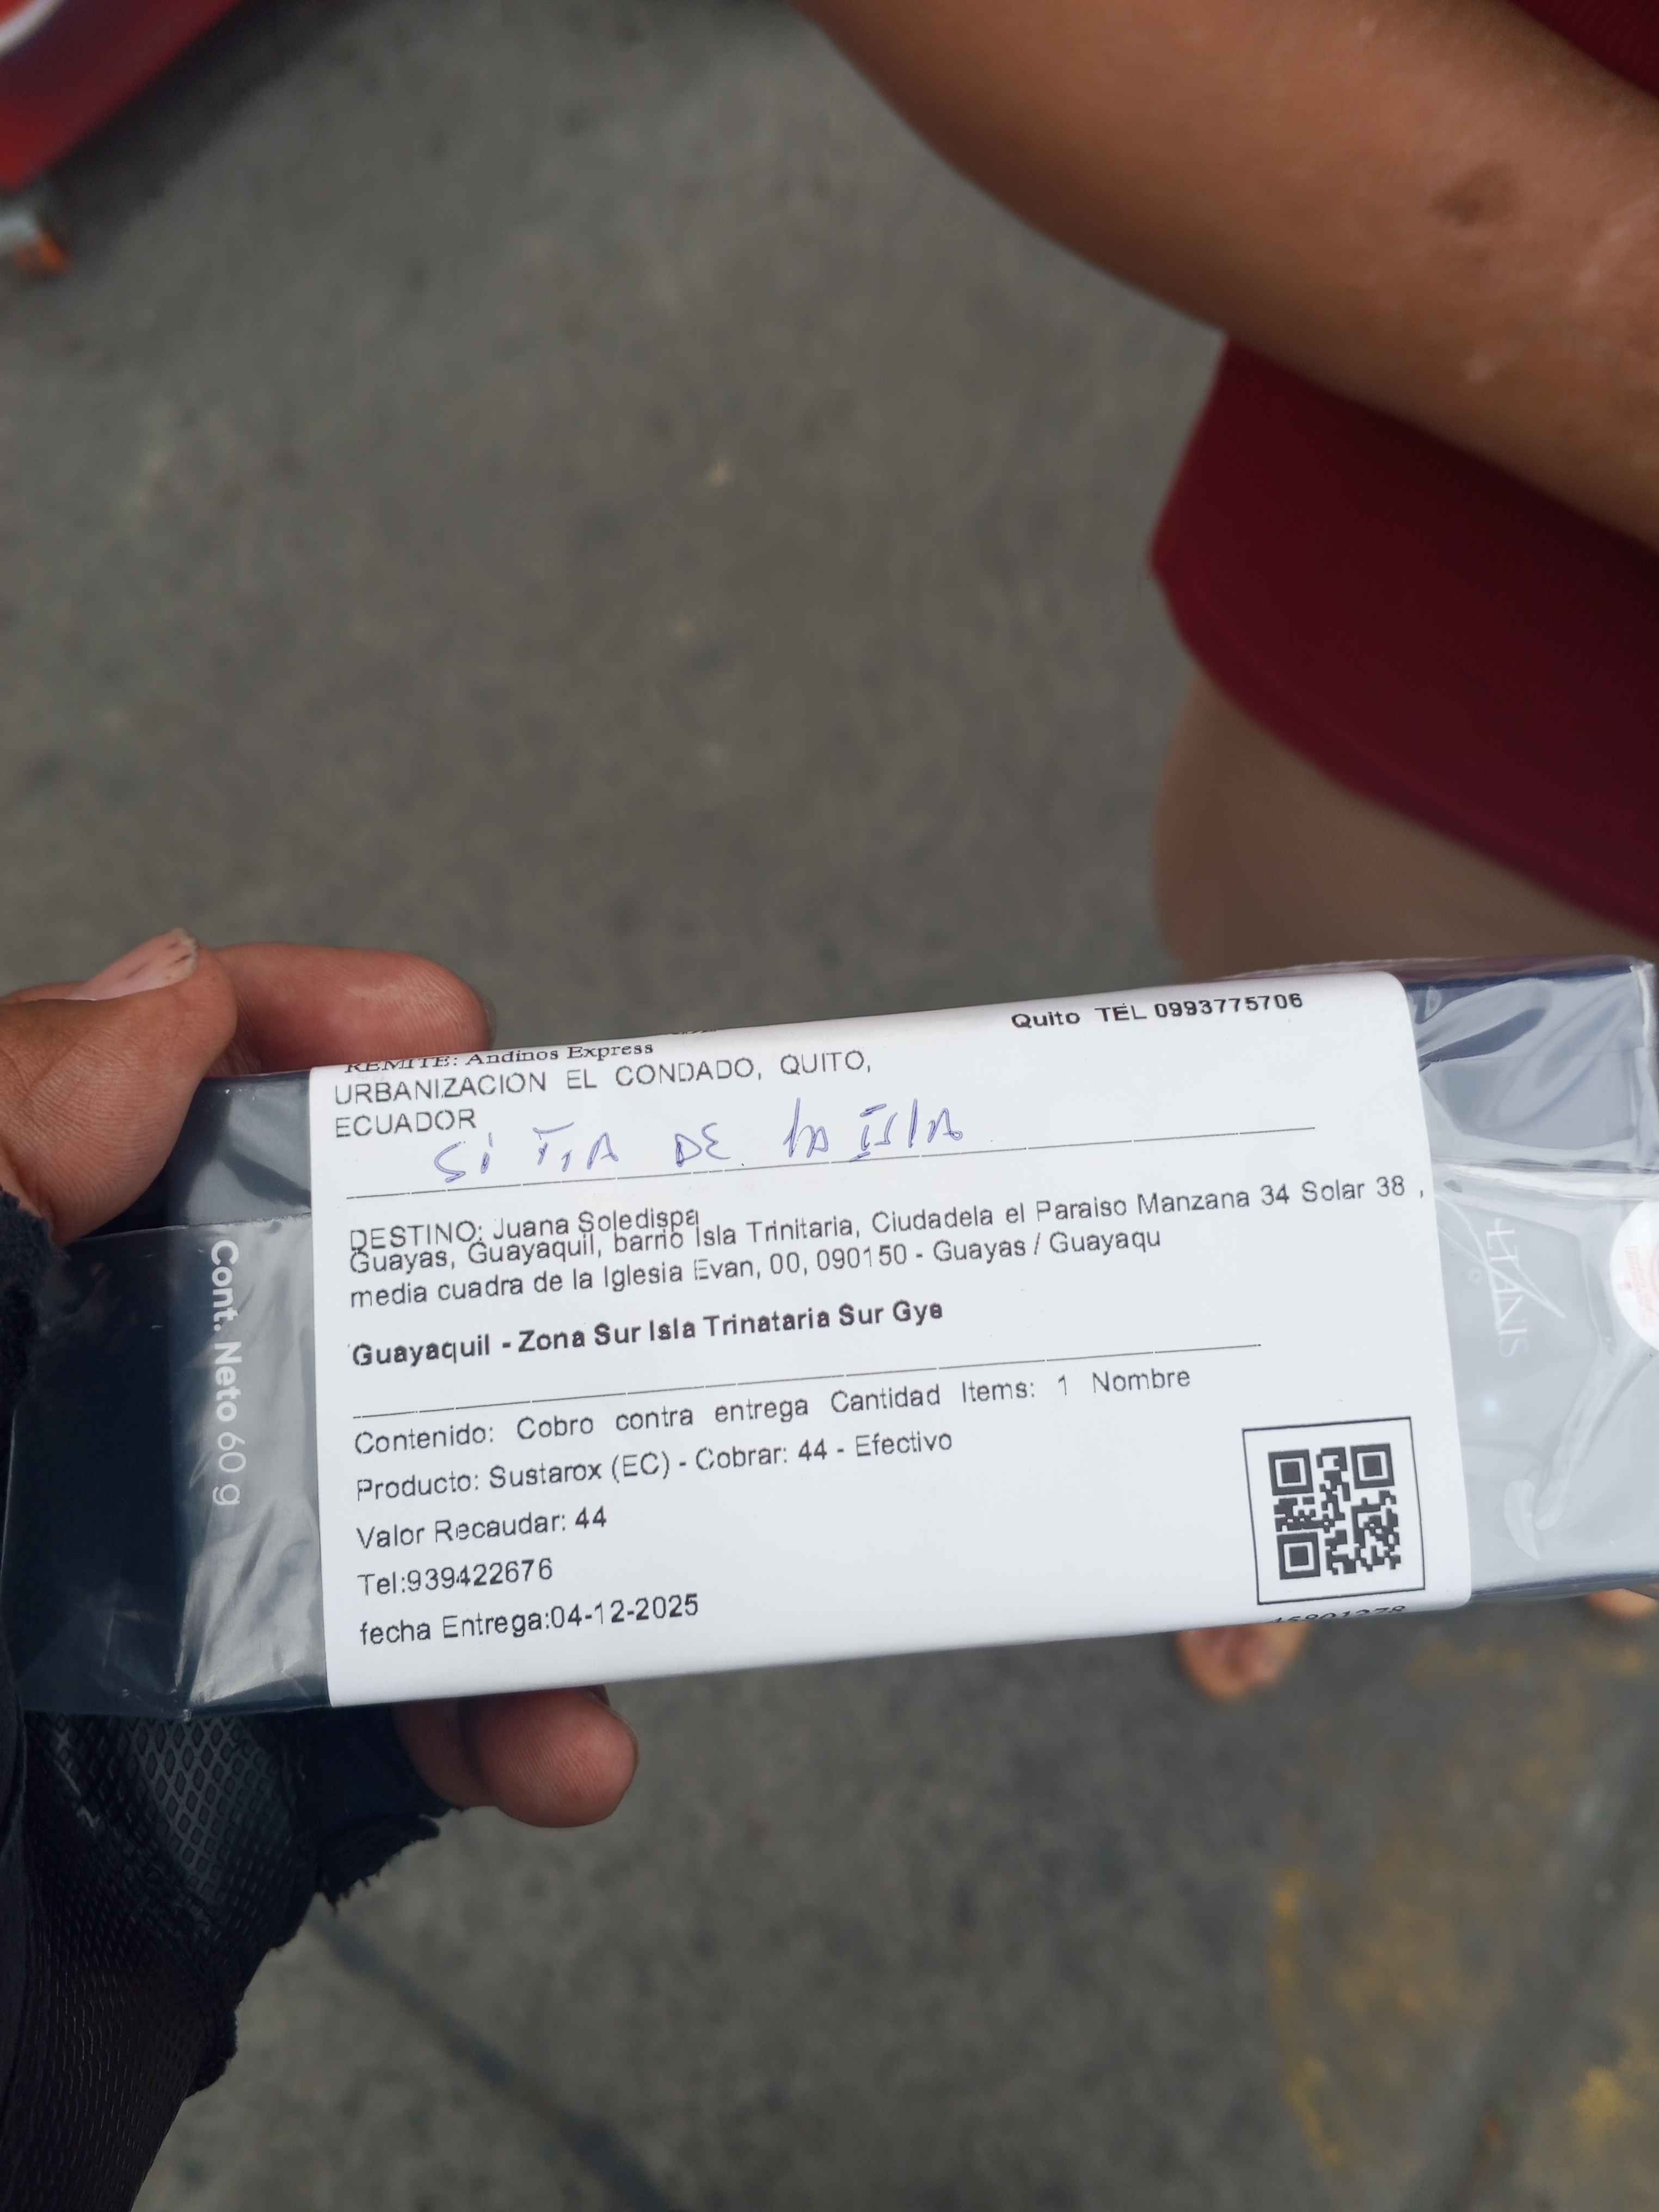 Quito TEL 0993775706
REMITE: Andinos Express
URBANIZACION EL CONDADO, QUITO,
ECUADOR
Si TIA DE LA ISLA
DESTINO: Juana Soledispa
Guayas, Guayaquil, barrio Isla Trinitaria, Ciudadela el Paraiso Manzana 34 Solar 38 ,
media cuadra de la Iglesia Evan, 00, 090150 - Guayas / Guayaqu
Guayaquil - Zona Sur Isla Trinataria Sur Gye
Contenido: Cobro contra entrega Cantidad Items: 1 Nombre
Producto: Sustarox (EC) - Cobrar: 44 - Efectivo
Valor Recaudar: 44
Tel:939422676
fecha Entrega:04-12-2025
Cont. Neto 60 g